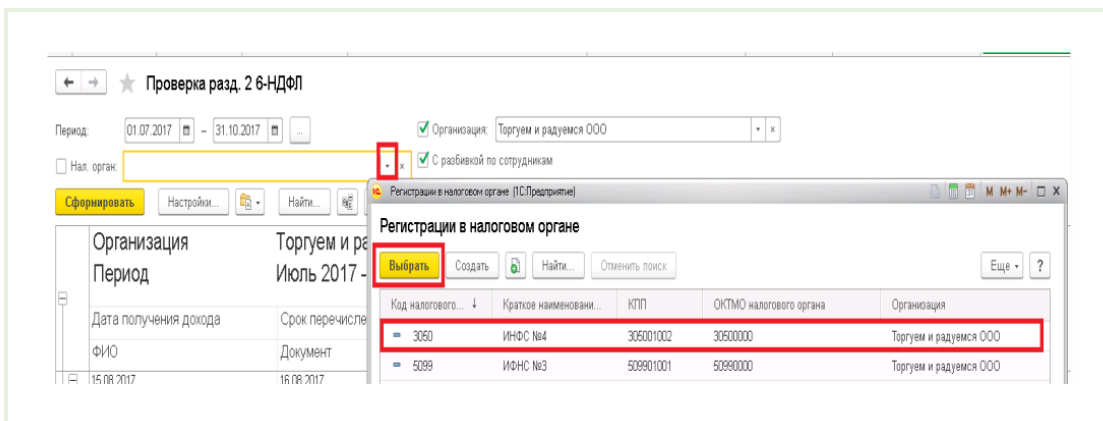 Проверка разд. 2 6-НДФЛ
Период: 01.07.2017 – 31.10.2017 ... Организация: Торгуем и радуемся ООО
Нал. орган: С разбивкой по сотрудникам
Сформировать Настройки... Найти...
Регистрации в налоговом органе (1С:Предприятие) M M+ M-
Регистрации в налоговом органе
Выбрать Создать Найти... Отменить поиск Еще ?
Код налогового... ↓ Краткое наименовани... КПП ОКТМО налогового органа Организация
3050 ИНФС №4 305001002 30500000 Торгуем и радуемся ООО
5099 ИФНС №3 509901001 50990000 Торгуем и радуемся ООО
Организация Торгуем и ра
Период Июль 2017 -
Дата получения дохода Срок перечисле
ФИО Документ
15.08.2017 16.08.2017